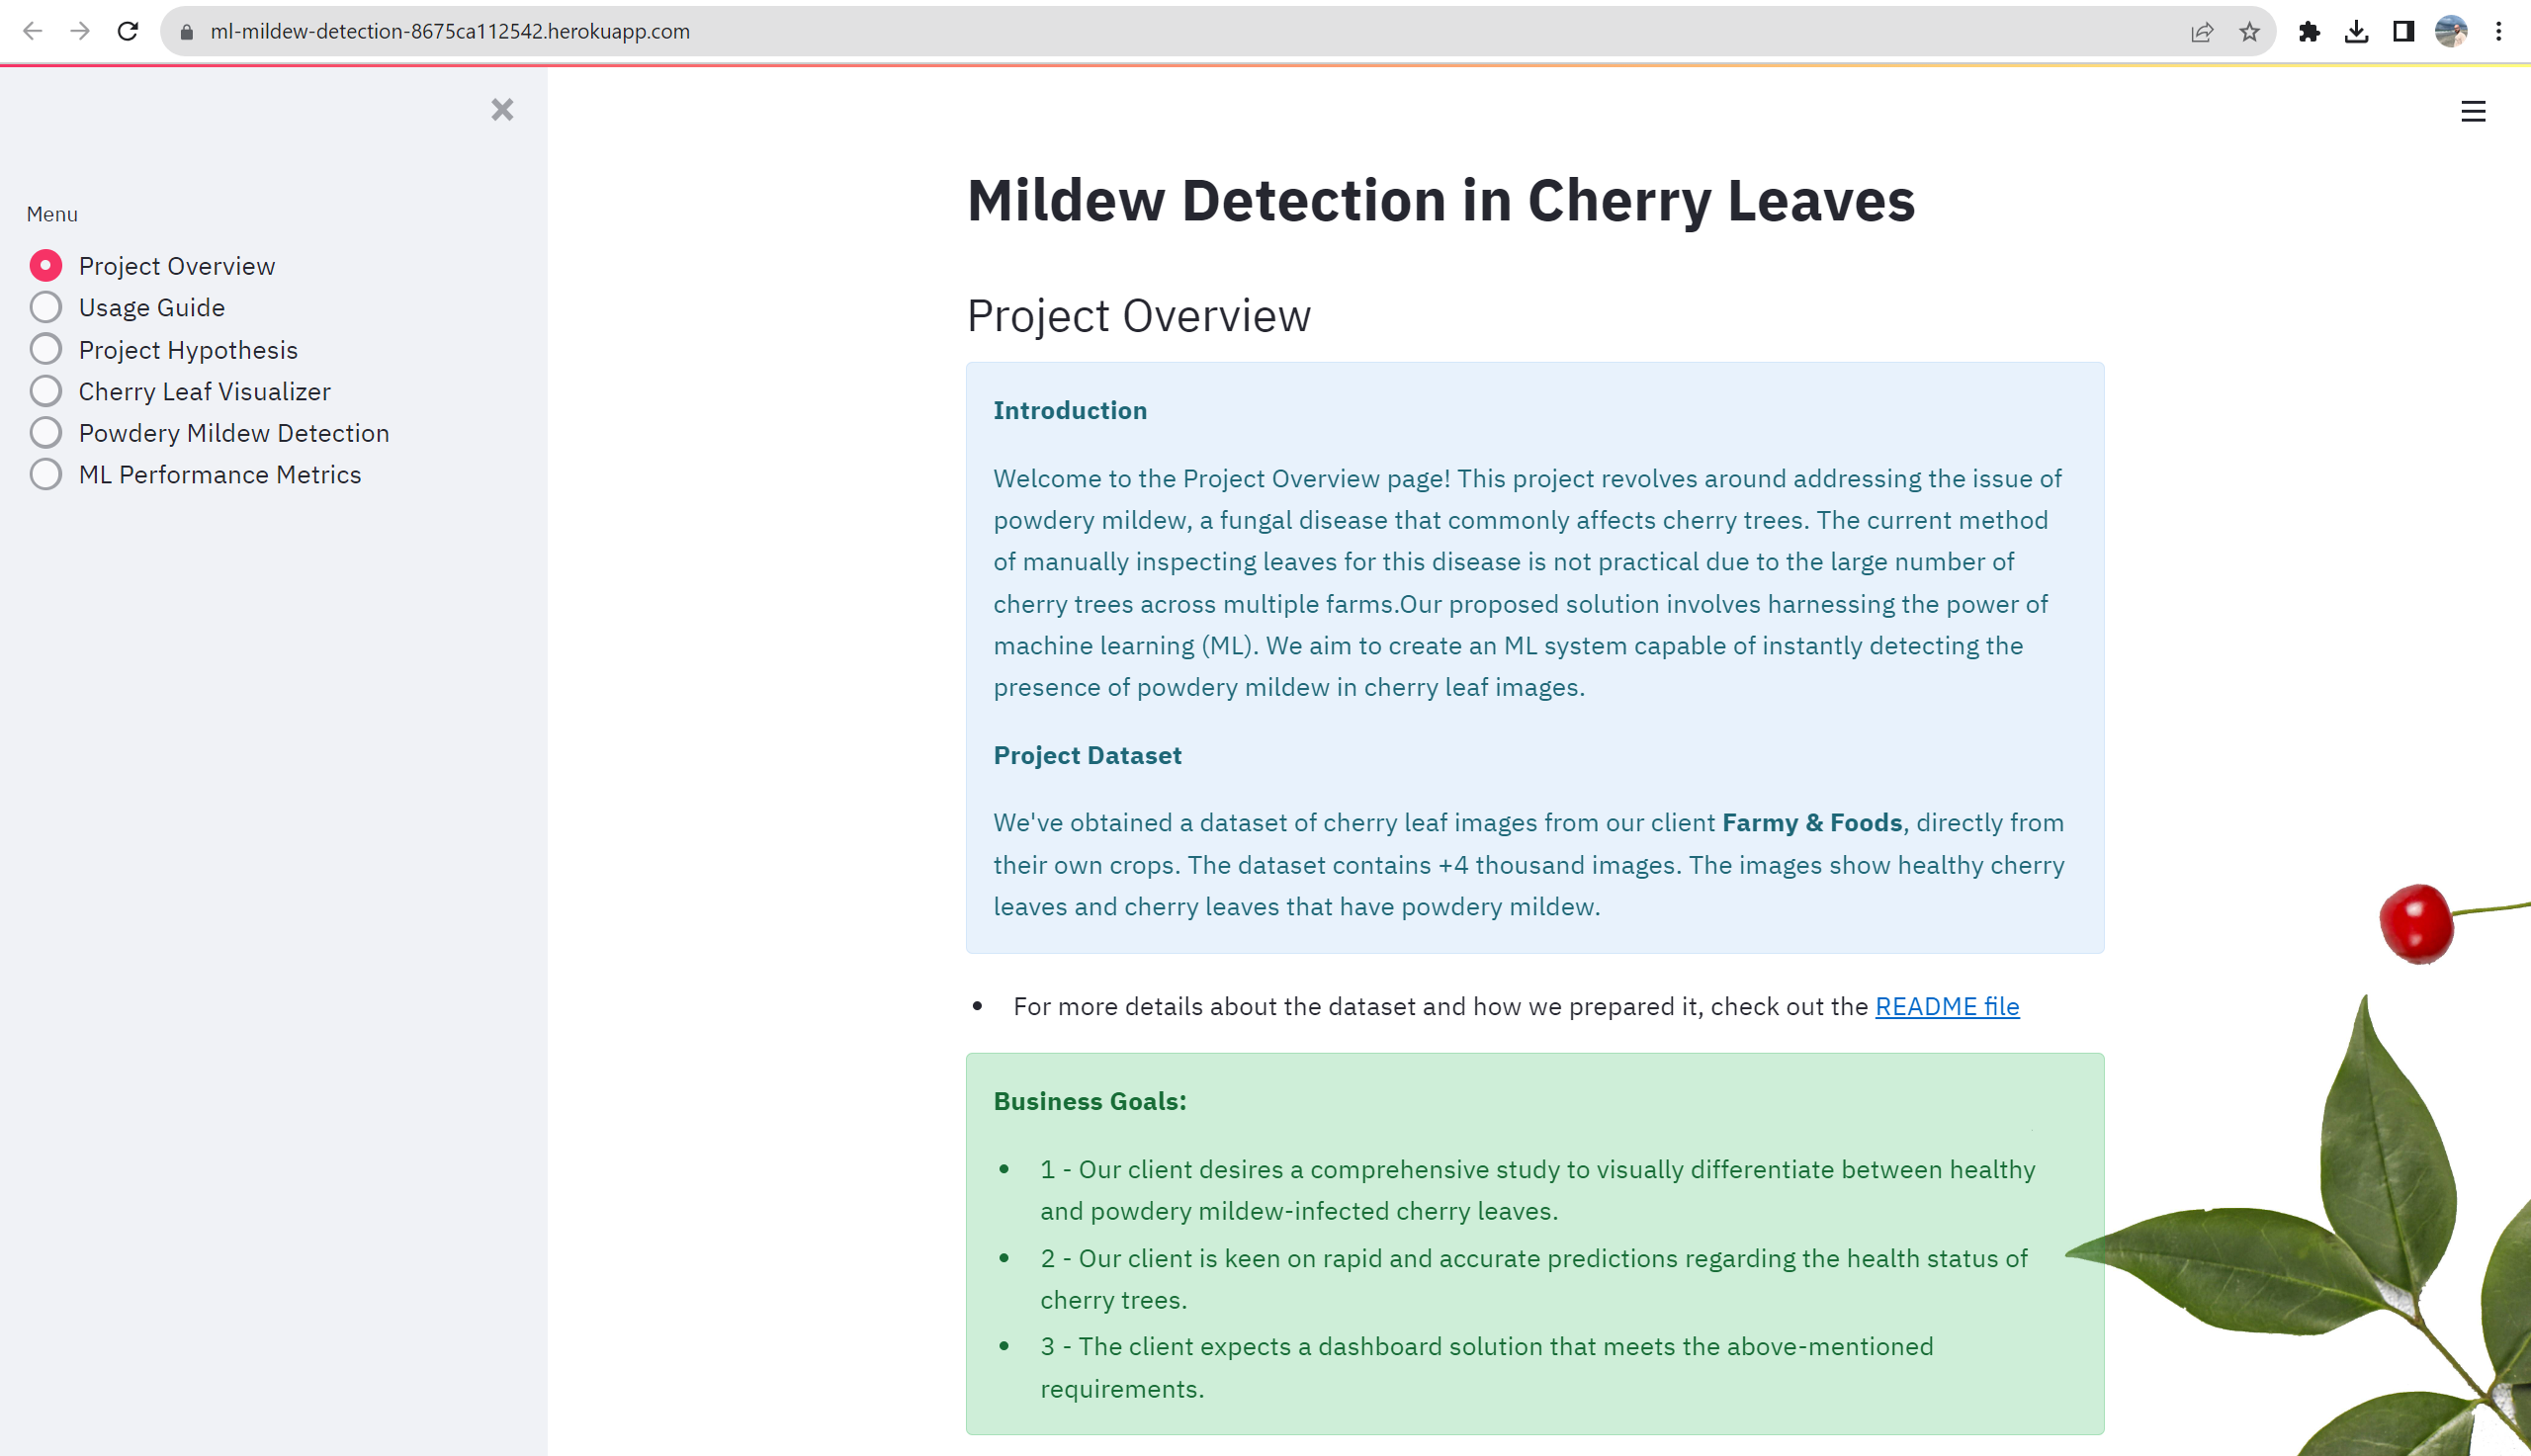 ml-mildew-detection-8675ca112542.herokuapp.com
Menu
Project Overview
Usage Guide
Project Hypothesis
Cherry Leaf Visualizer
Powdery Mildew Detection
ML Performance Metrics
Mildew Detection in Cherry Leaves
Project Overview
Introduction
Welcome to the Project Overview page! This project revolves around addressing the issue of
powdery mildew, a fungal disease that commonly affects cherry trees. The current method
of manually inspecting leaves for this disease is not practical due to the large number of
cherry trees across multiple farms.Our proposed solution involves harnessing the power of
machine learning (ML). We aim to create an ML system capable of instantly detecting the
presence of powdery mildew in cherry leaf images.
Project Dataset
We've obtained a dataset of cherry leaf images from our client Farmy & Foods, directly from
their own crops. The dataset contains +4 thousand images. The images show healthy cherry
leaves and cherry leaves that have powdery mildew.
• For more details about the dataset and how we prepared it, check out the README file
Business Goals:
• 1 - Our client desires a comprehensive study to visually differentiate between healthy
and powdery mildew-infected cherry leaves.
• 2 - Our client is keen on rapid and accurate predictions regarding the health status of
cherry trees.
• 3 - The client expects a dashboard solution that meets the above-mentioned
requirements.